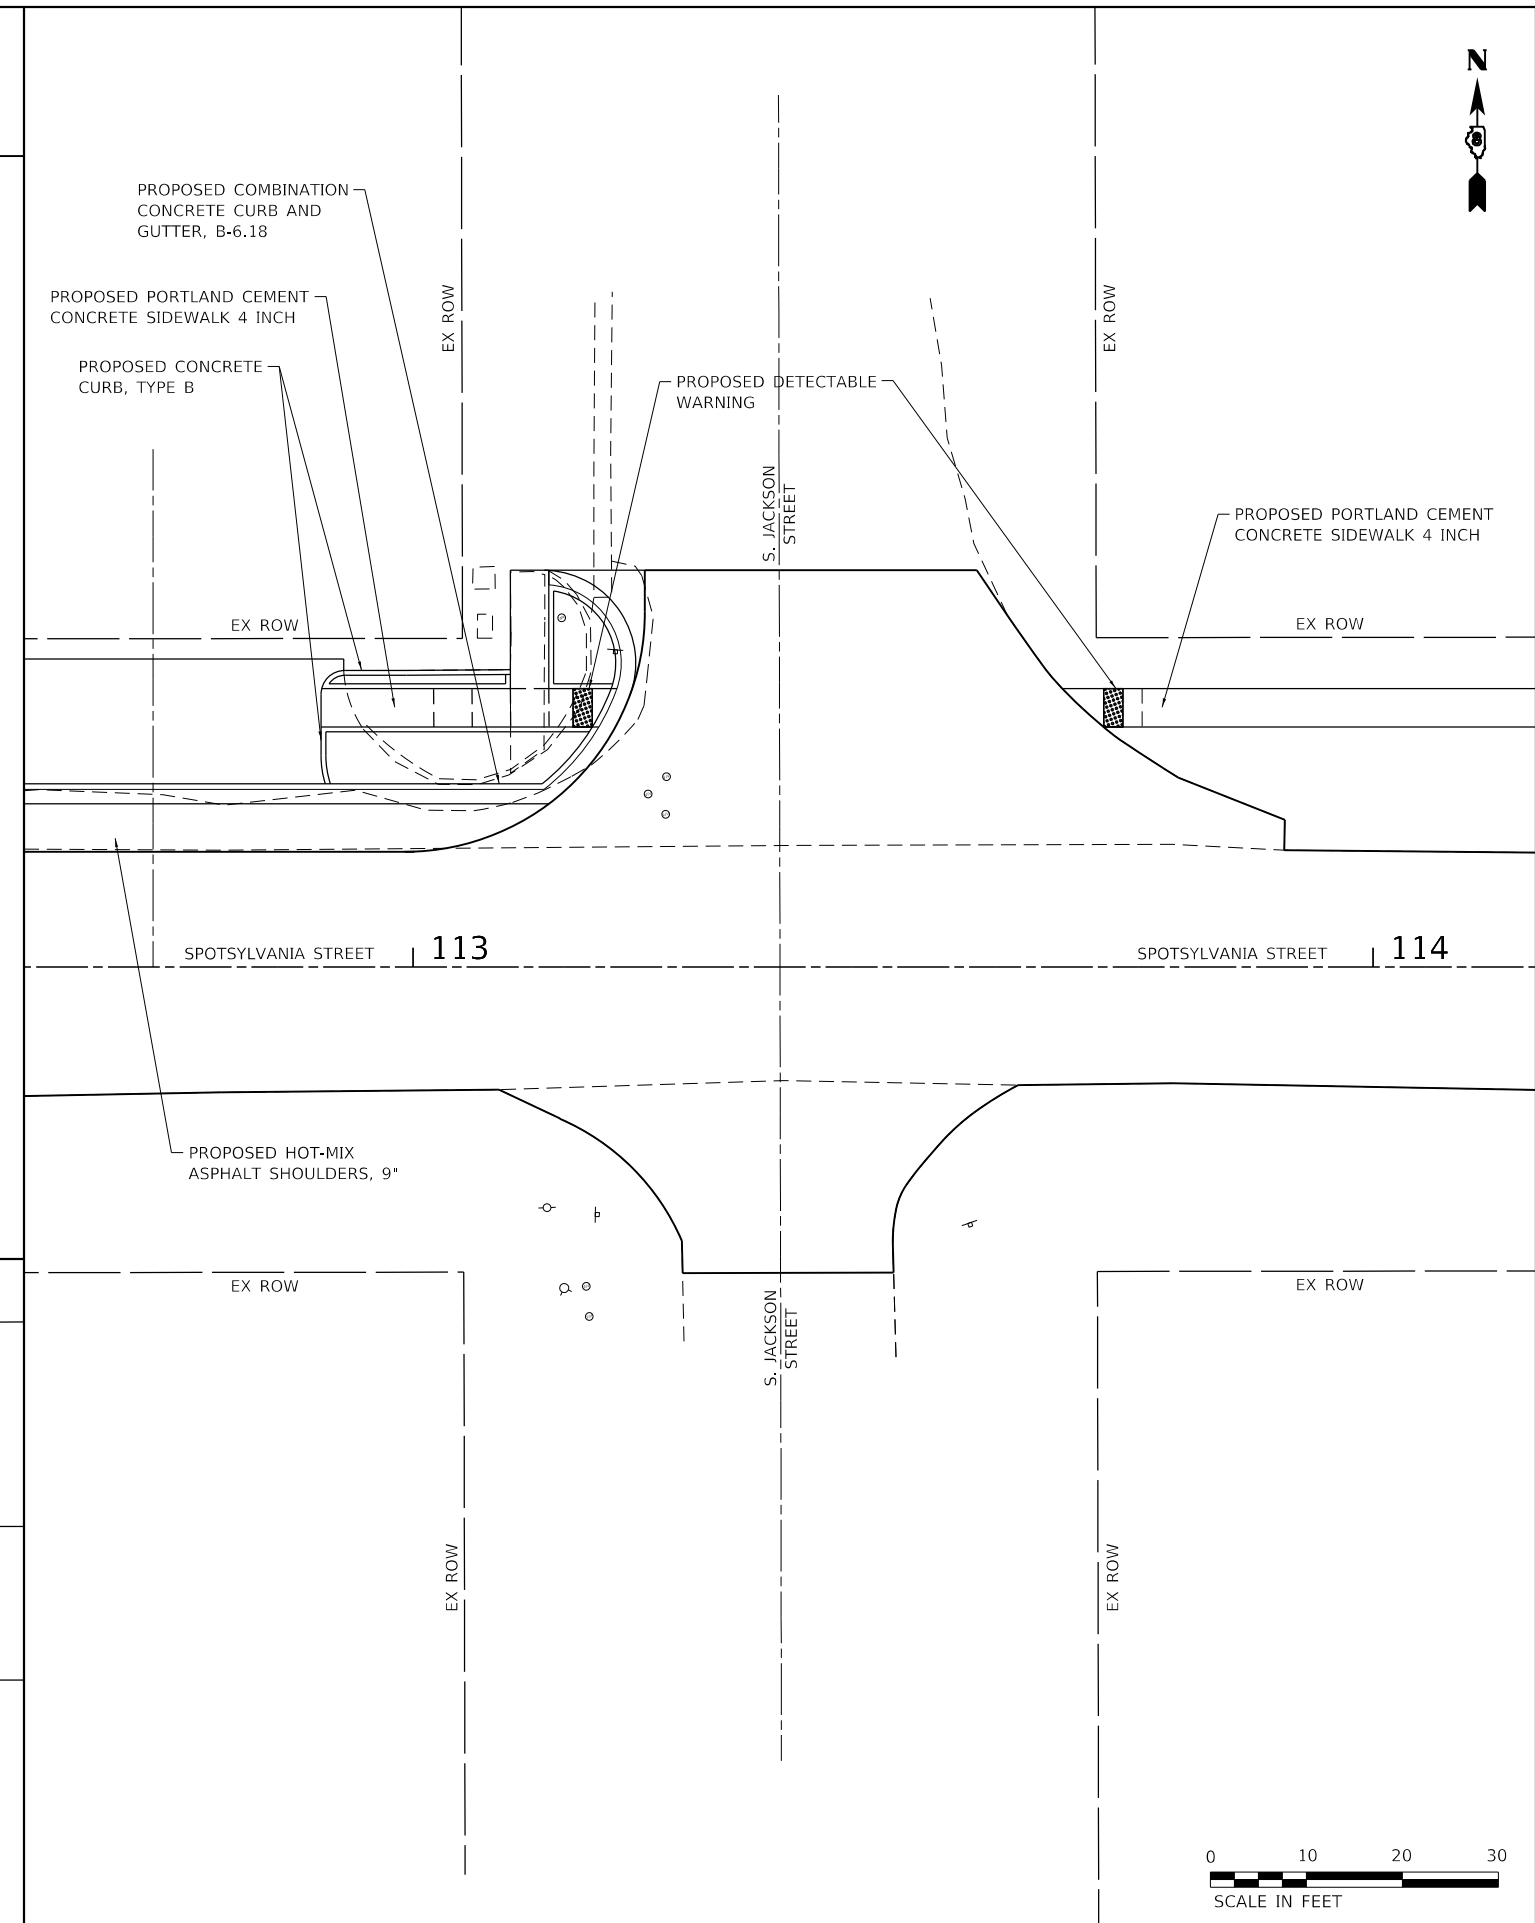 N
8
PROPOSED COMBINATION
CONCRETE CURB AND
GUTTER, B-6.18
PROPOSED PORTLAND CEMENT
CONCRETE SIDEWALK 4 INCH
EX ROW
EX ROW
PROPOSED CONCRETE
CURB, TYPE B
PROPOSED DETECTABLE
WARNING
S. JACKSON
STREET
PROPOSED PORTLAND CEMENT
CONCRETE SIDEWALK 4 INCH
EX ROW
EX ROW
SPOTSYLVANIA STREET
113
SPOTSYLVANIA STREET
114
PROPOSED HOT-MIX
ASPHALT SHOULDERS, 9"
EX ROW
EX ROW
S. JACKSON
STREET
EX ROW
EX ROW
0 10 20 30
SCALE IN FEET